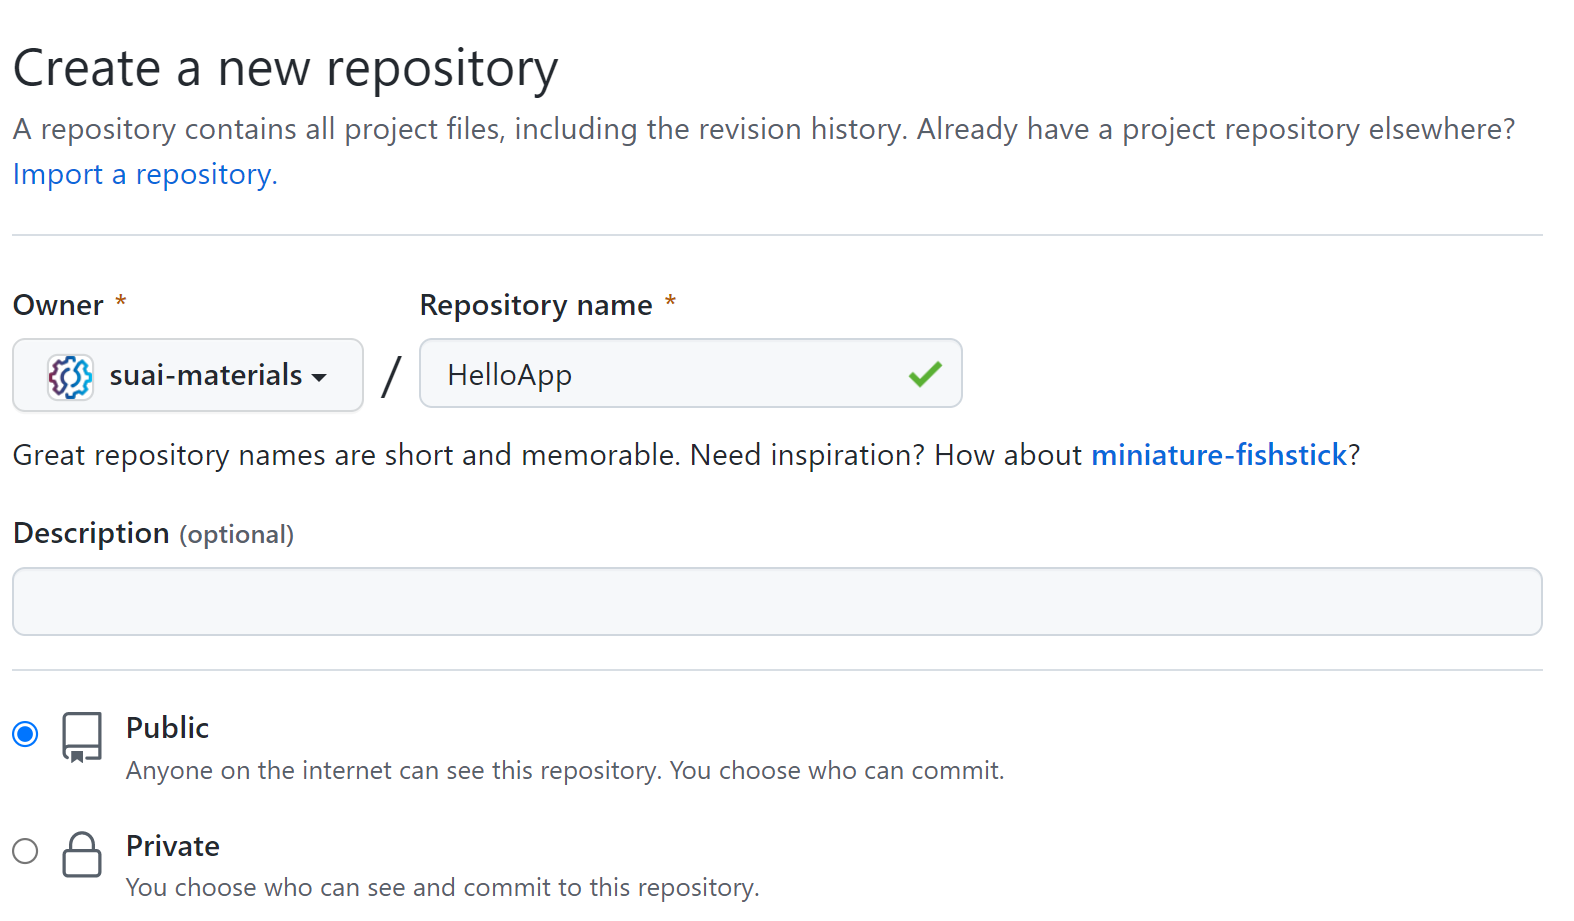 Create a new repository
A repository contains all project files, including the revision history. Already have a project repository elsewhere?
Import a repository.
Owner *
Repository name *
suai-materials
/
HelloApp
Great repository names are short and memorable. Need inspiration? How about miniature-fishstick?
Description (optional)
Public
Anyone on the internet can see this repository. You choose who can commit.
Private
You choose who can see and commit to this repository.